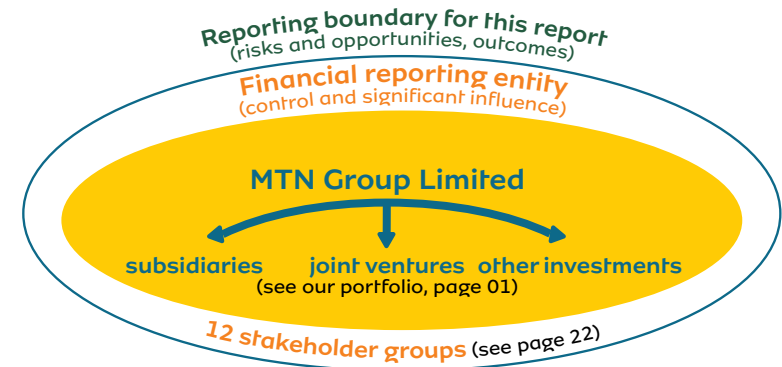 Reporting boundary for this report
(risks and opportunities, outcomes)
Financial reporting entity
(control and significant influence)
MTN Group Limited
subsidiaries joint ventures other investments
(see our portfolio, page 01)
12 stakeholder groups (see page 22)